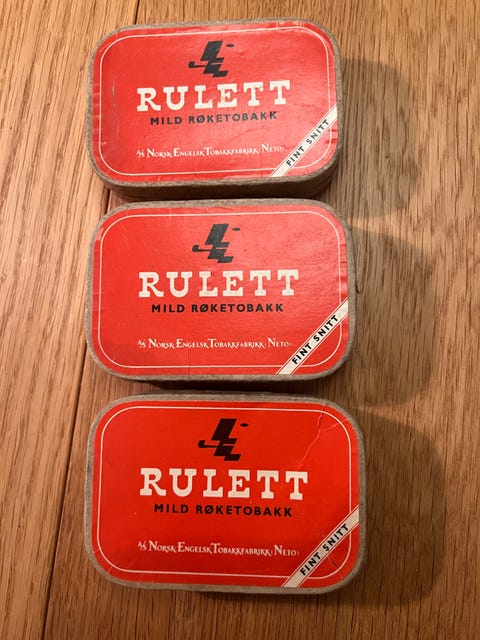 RULETT
MILD RØKETOBAKK
A/S NORSK ENGELSK TOBAKKFABRIKK (NETO)
FINT SNITT
RULETT
MILD RØKETOBAKK
A/S NORSK ENGELSK TOBAKKFABRIKK (NETO)
FINT SNITT
RULETT
MILD RØKETOBAKK
A/S NORSK ENGELSK TOBAKKFABRIKK (NETO)
FINT SNITT